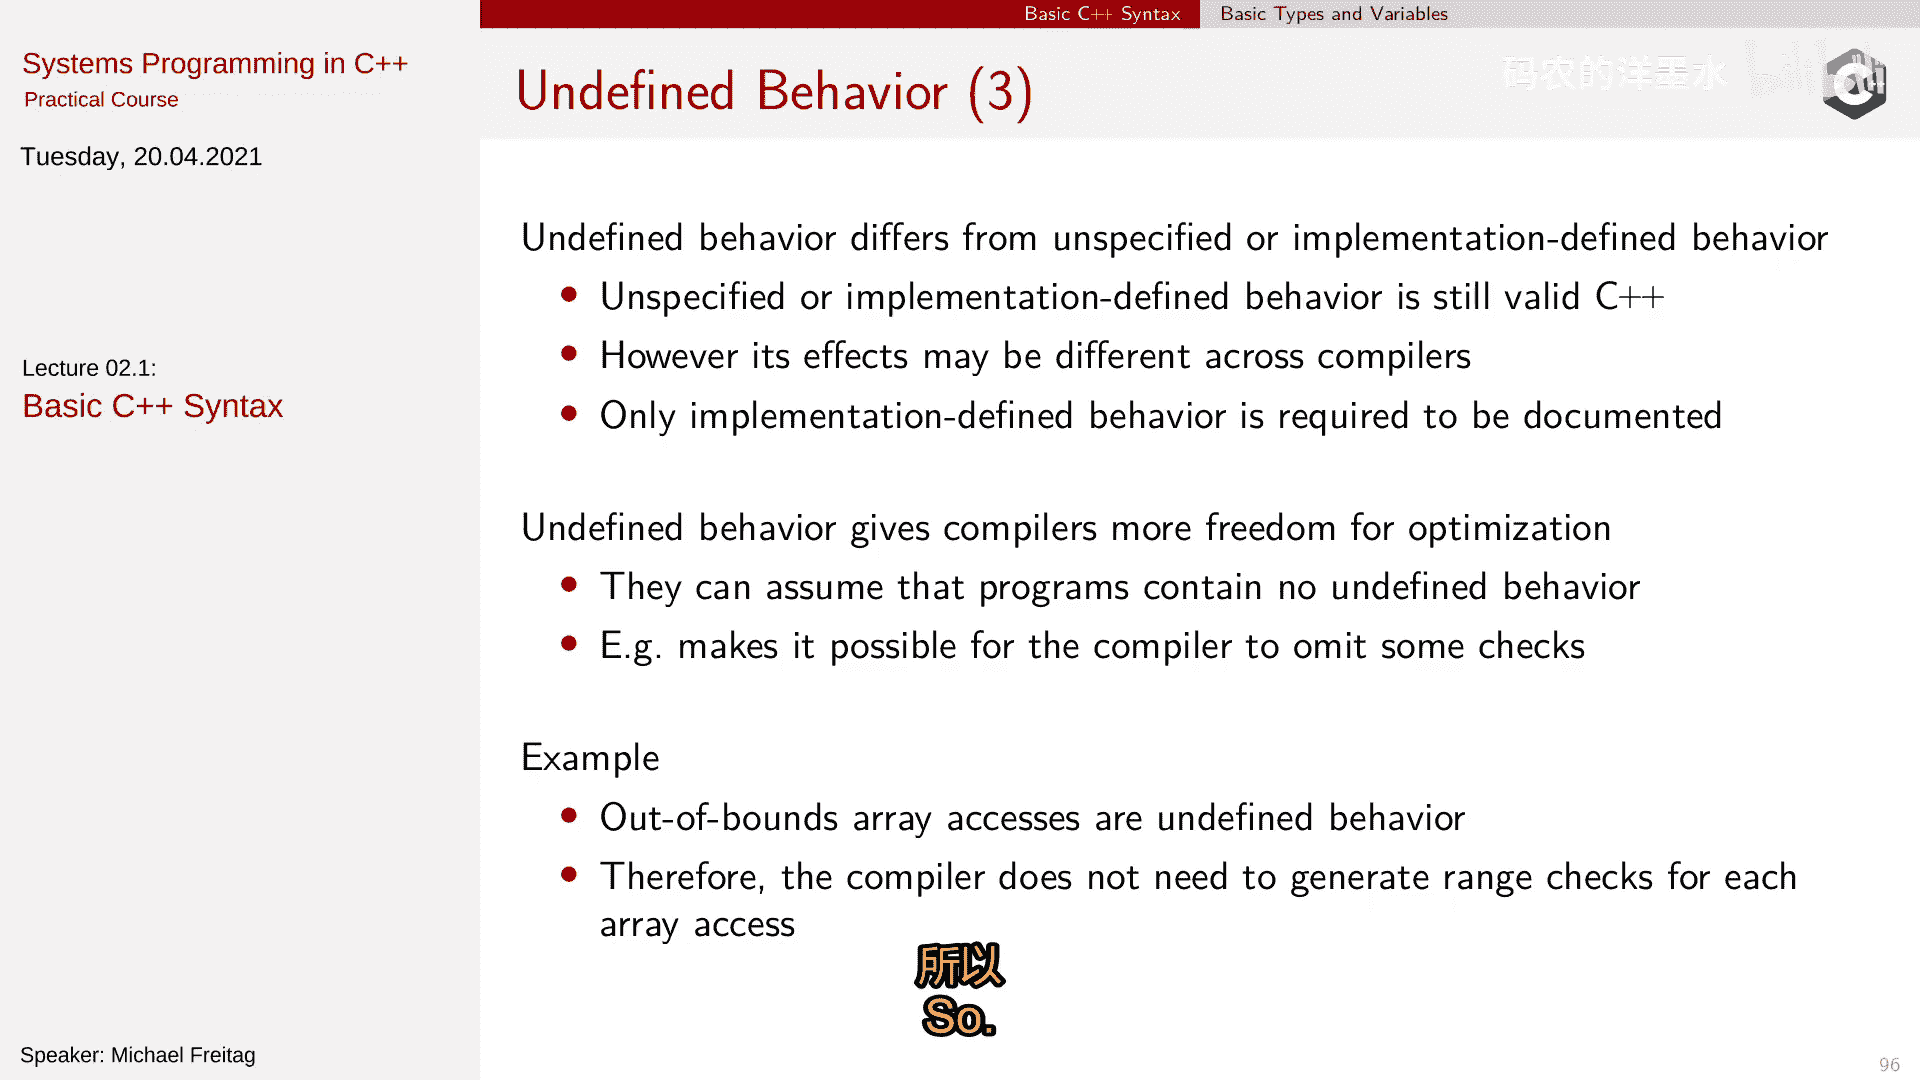 Basic C++ Syntax
Basic Types and Variables
Systems Programming in C++
Practical Course
Tuesday, 20.04.2021
Lecture 02.1:
Basic C++ Syntax
Speaker: Michael Freitag
Undefined Behavior (3)
码农的洋墨水
Undefined behavior differs from unspecified or implementation-defined behavior
• Unspecified or implementation-defined behavior is still valid C++
• However its effects may be different across compilers
• Only implementation-defined behavior is required to be documented
Undefined behavior gives compilers more freedom for optimization
• They can assume that programs contain no undefined behavior
• E.g. makes it possible for the compiler to omit some checks
Example
• Out-of-bounds array accesses are undefined behavior
• Therefore, the compiler does not need to generate range checks for each
array access
所以
So.
96